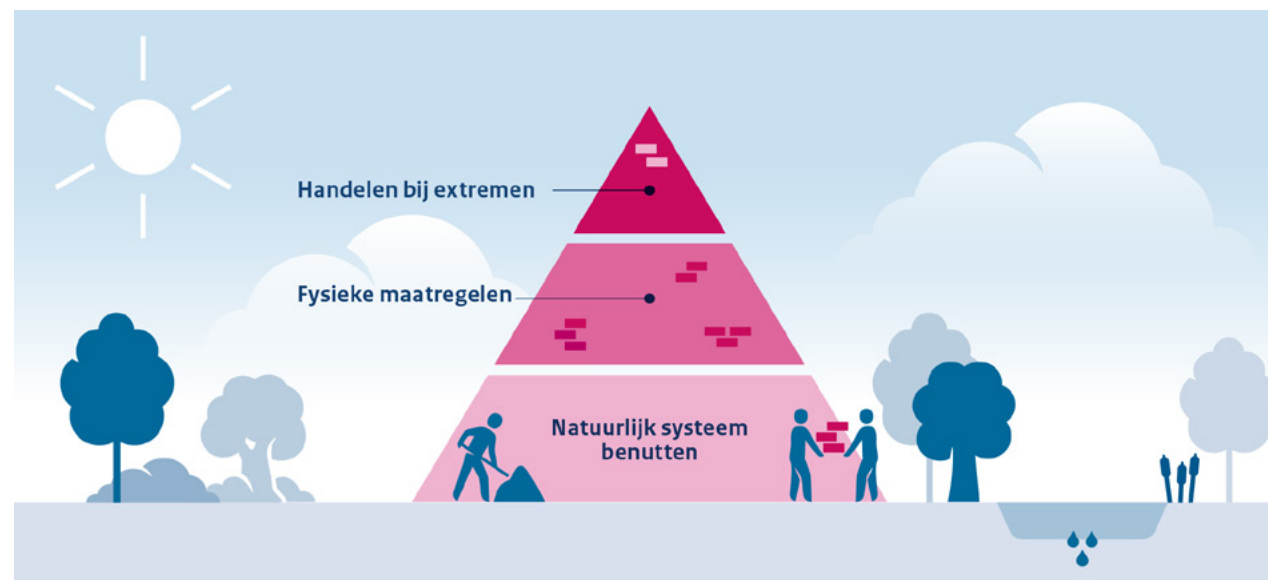 Handelen bij extremen
Fysieke maatregelen
Natuurlijk systeem
benutten